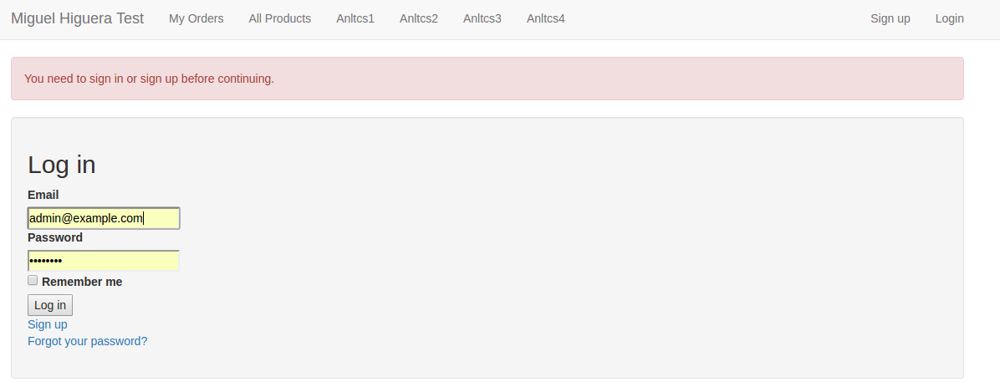 Miguel Higuera Test My Orders All Products Anltcs1 Anltcs2 Anltcs3 Anltcs4 Sign up Login
You need to sign in or sign up before continuing.
Log in
Email
admin@example.com
Password
••••••••
Remember me
Log in
Sign up
Forgot your password?